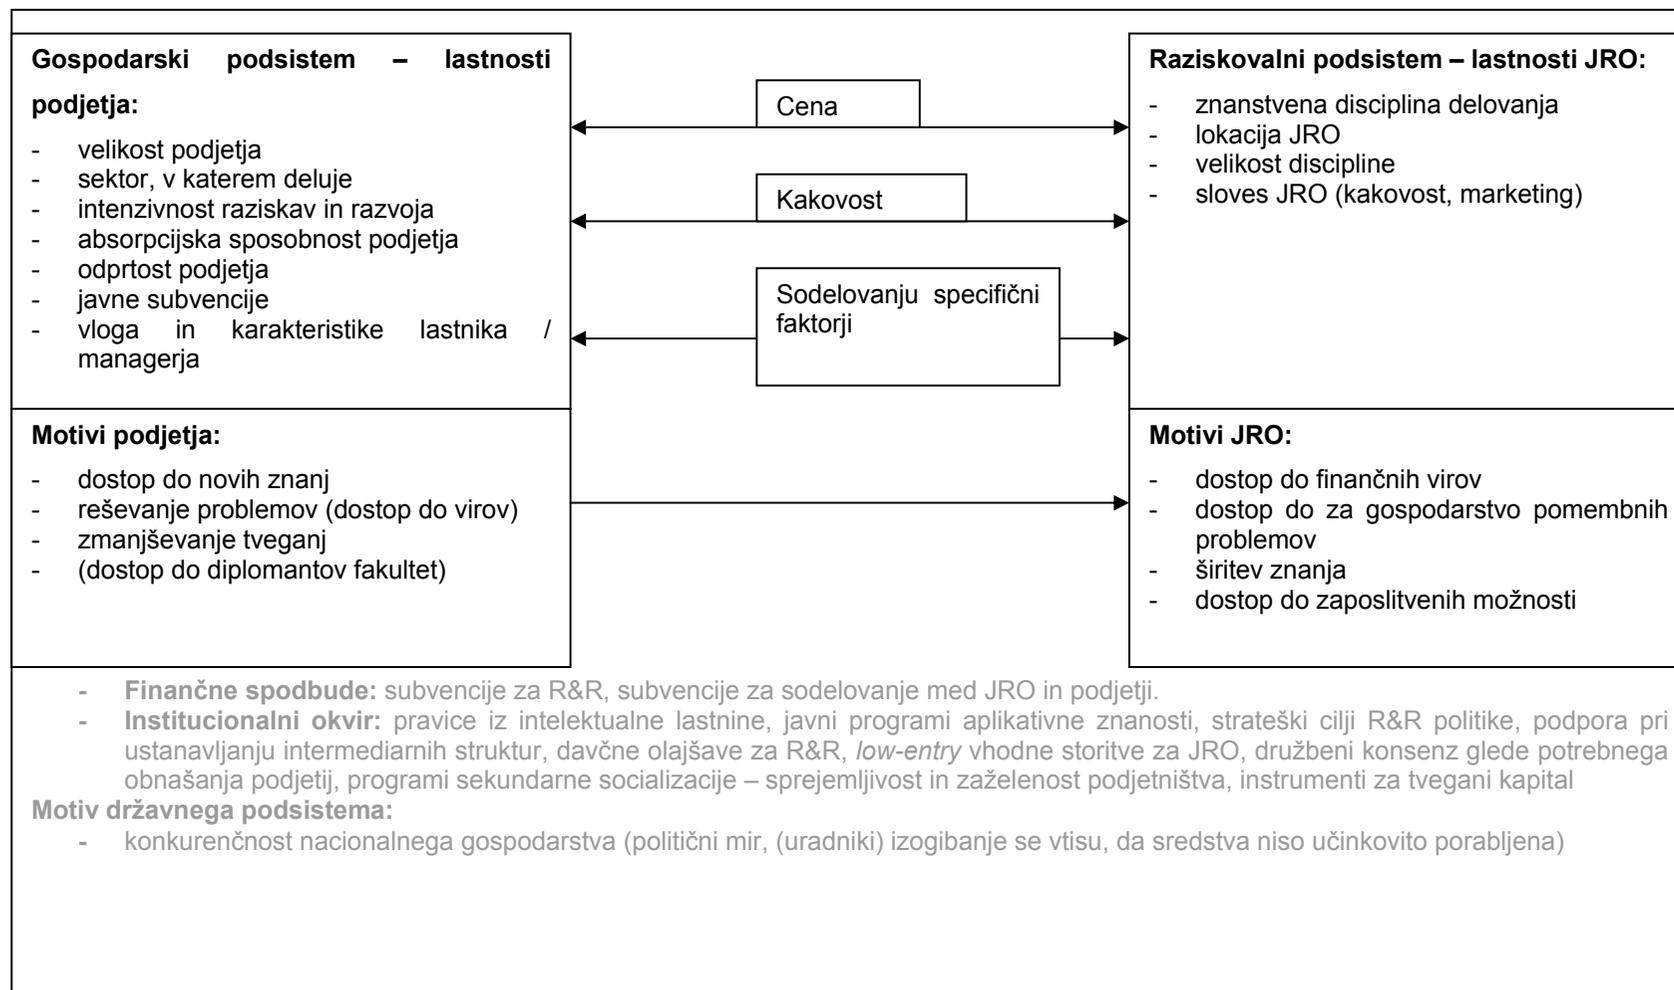 Gospodarski podsistem – lastnosti
podjetja:
- velikost podjetja
- sektor, v katerem deluje
- intenzivnost raziskav in razvoja
- absorpcijska sposobnost podjetja
- odprtost podjetja
- javne subvencije
- vloga in karakteristike lastnika /
managerja
Cena
Kakovost
Sodelovanju specifični
faktorji
Raziskovalni podsistem – lastnosti JRO:
- znanstvena disciplina delovanja
- lokacija JRO
- velikost discipline
- sloves JRO (kakovost, marketing)
Motivi podjetja:
- dostop do novih znanj
- reševanje problemov (dostop do virov)
- zmanjševanje tveganj
- (dostop do diplomantov fakultet)
Motivi JRO:
- dostop do finančnih virov
- dostop do za gospodarstvo pomembnih
problemov
- širitev znanja
- dostop do zaposlitvenih možnosti
- Finančne spodbude: subvencije za R&R, subvencije za sodelovanje med JRO in podjetji.
- Institucionalni okvir: pravice iz intelektualne lastnine, javni programi aplikativne znanosti, strateški cilji R&R politike, podpora pri
ustanavljanju intermediarnih struktur, davčne olajšave za R&R, low-entry vhodne storitve za JRO, družbeni konsenz glede potrebnega
obnašanja podjetij, programi sekundarne socializacije – sprejemljivost in zaželenost podjetništva, instrumenti za tvegani kapital
Motiv državnega podsistema:
- konkurenčnost nacionalnega gospodarstva (politični mir, (uradniki) izogibanje se vtisu, da sredstva niso učinkovito porabljena)